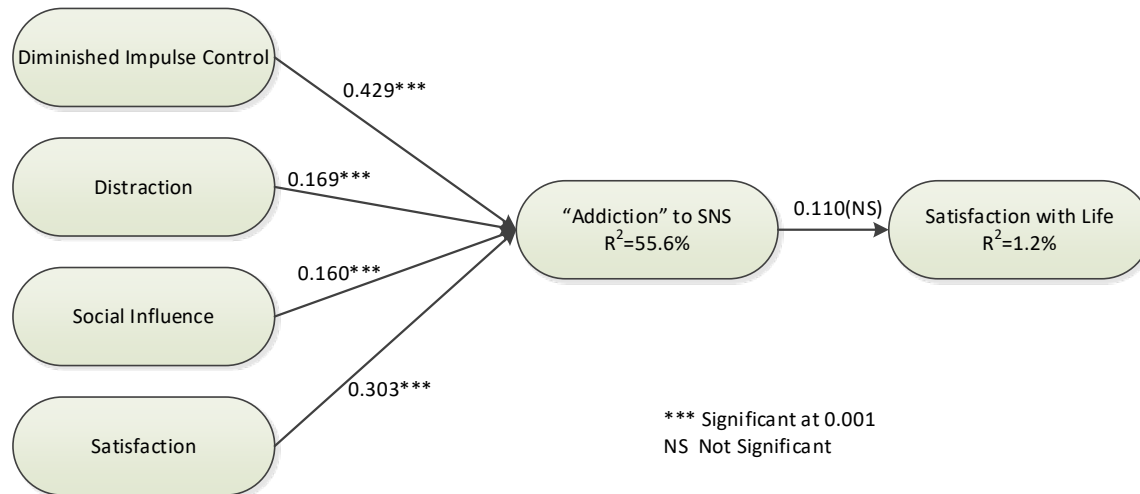 Diminished Impulse Control
0.429***
Distraction
0.169***
"Addiction" to SNS
R²=55.6%
0.110(NS)
Satisfaction with Life
R²=1.2%
0.160***
Social Influence
0.303***
Satisfaction
*** Significant at 0.001
NS Not Significant